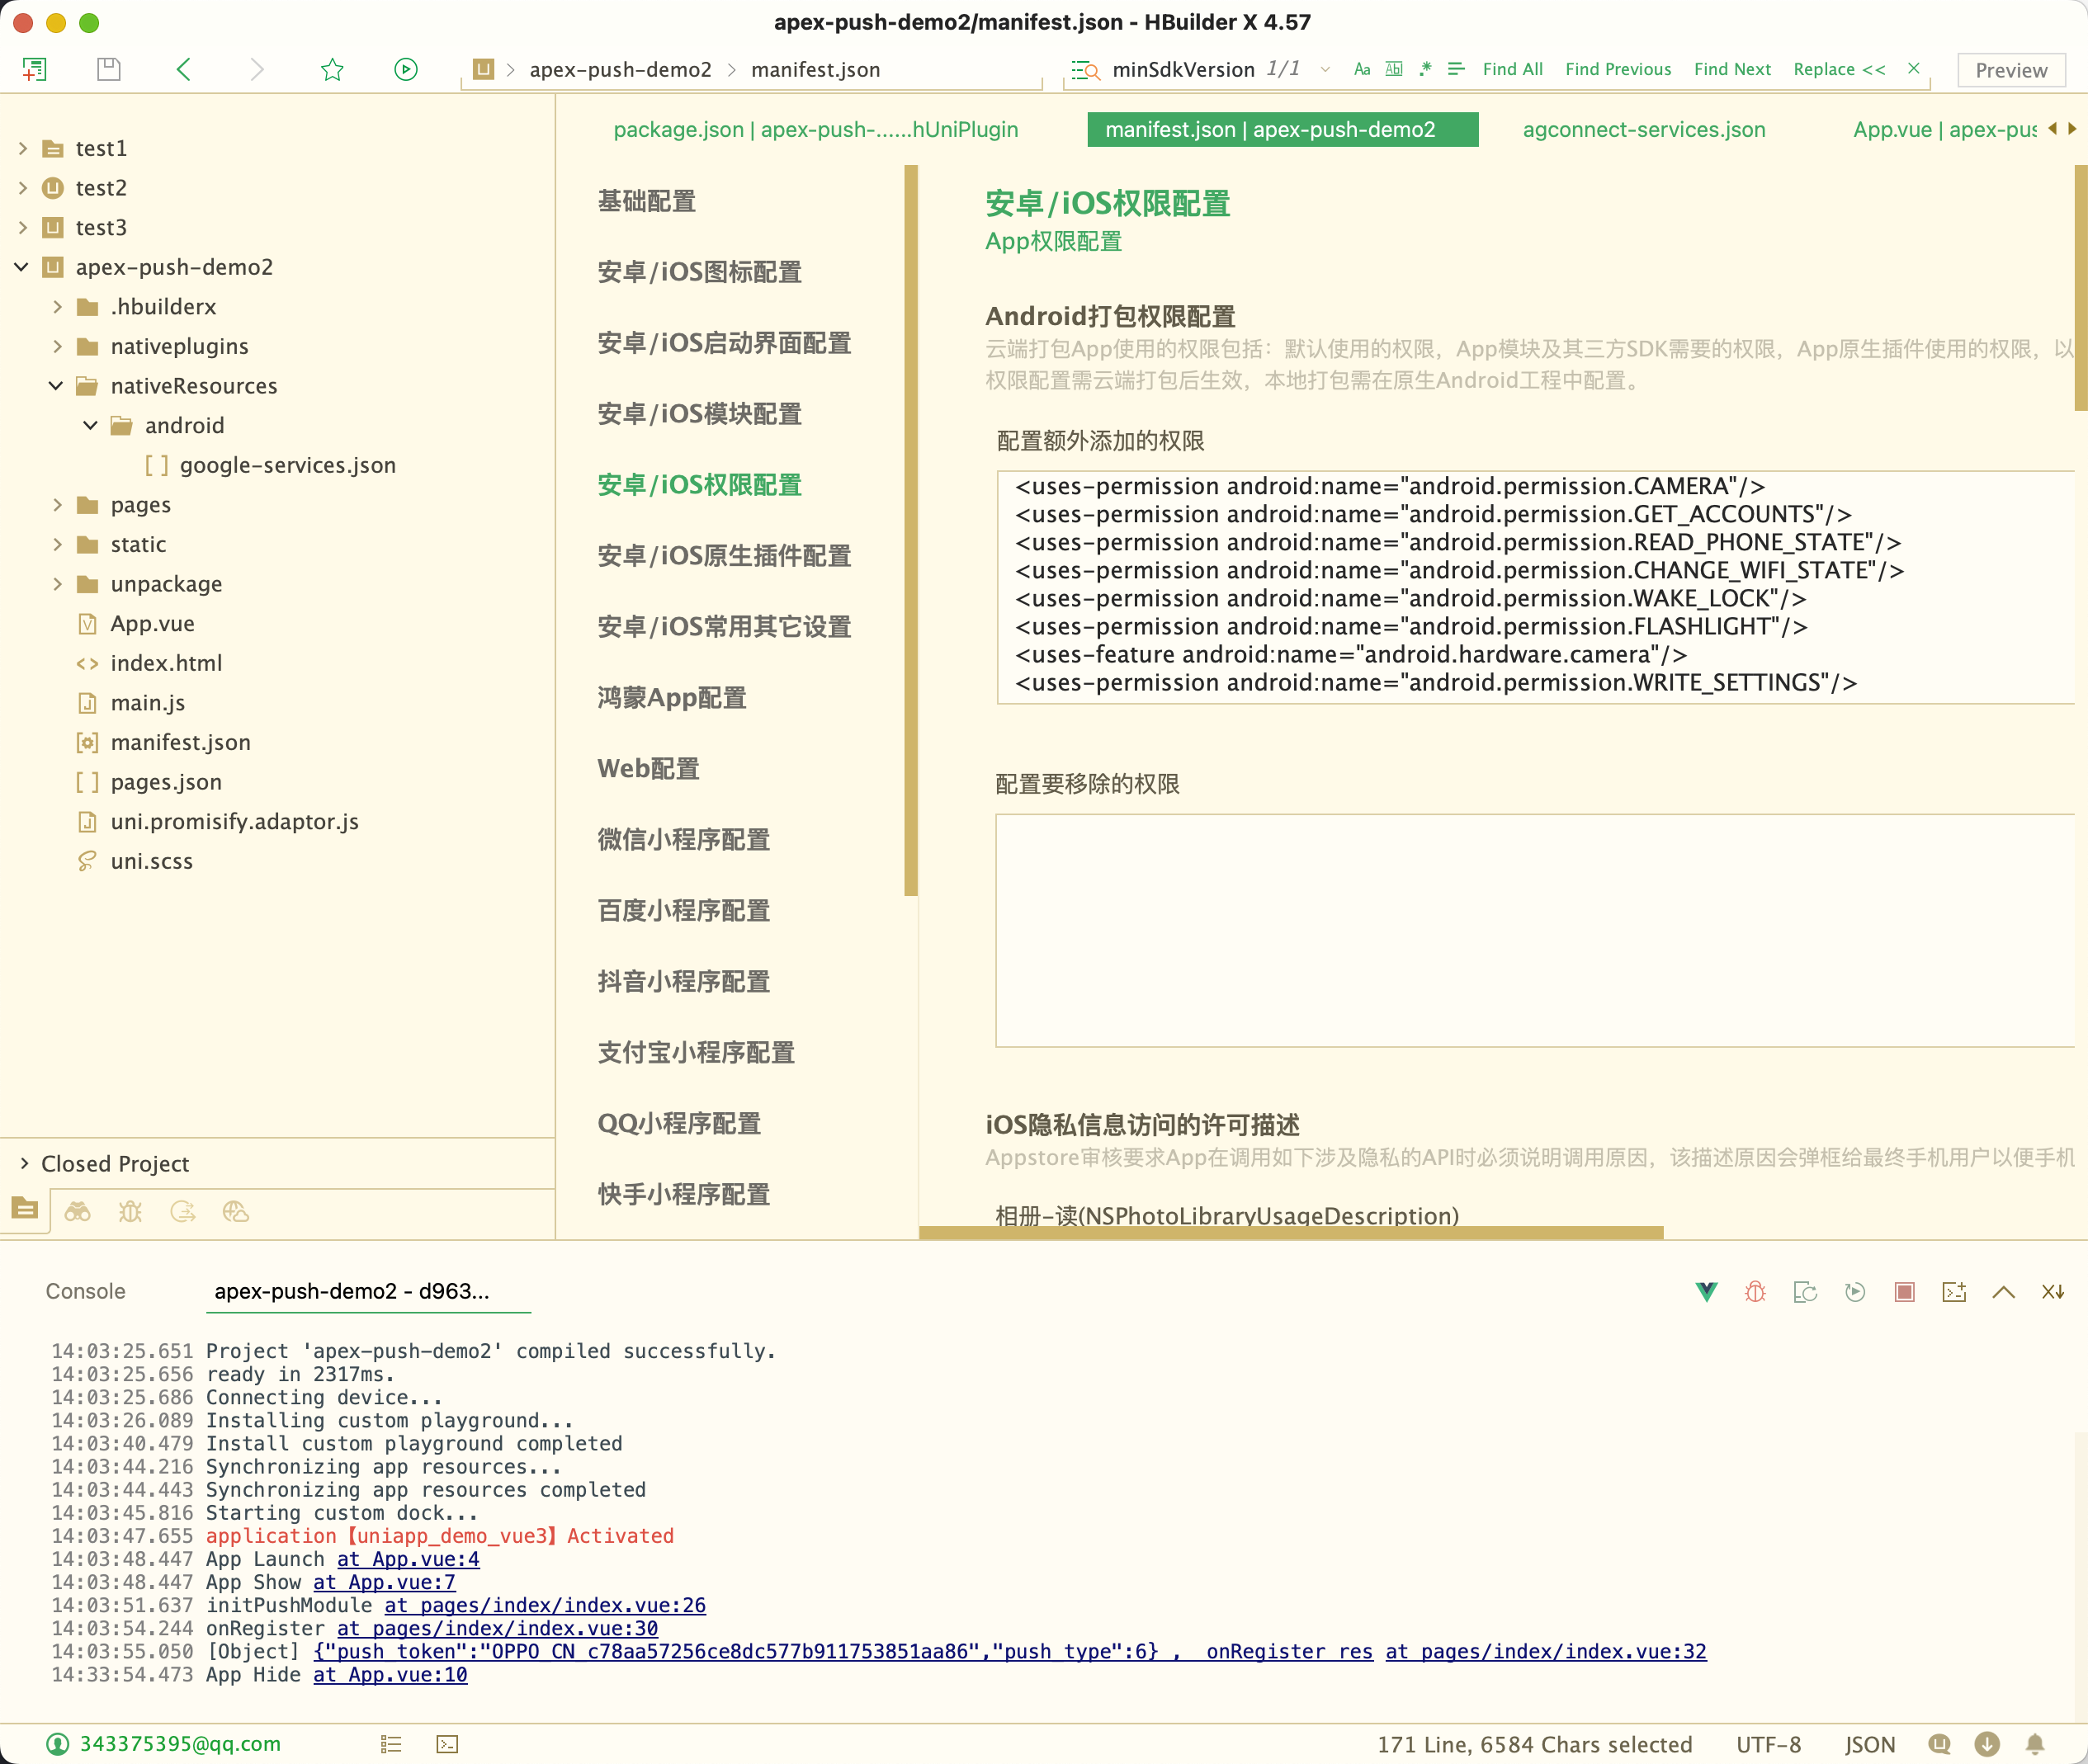 apex-push-demo2/manifest.json - HBuilder X 4.57
apex-push-demo2 > manifest.json
minSdkVersion 1/1
Aa Ab .* Find All Find Previous Find Next Replace << Preview
package.json | apex-push-......hUniPlugin
manifest.json | apex-push-demo2
agconnect-services.json
App.vue | apex-pus
test1
test2
test3
apex-push-demo2
.hbuilderx
nativeplugins
nativeResources
android
google-services.json
pages
static
unpackage
App.vue
index.html
main.js
manifest.json
pages.json
uni.promisify.adaptor.js
uni.scss
Closed Project
基础配置
安卓/iOS图标配置
安卓/iOS启动界面配置
安卓/iOS模块配置
安卓/iOS权限配置
安卓/iOS原生插件配置
安卓/iOS常用其它设置
鸿蒙App配置
Web配置
微信小程序配置
百度小程序配置
抖音小程序配置
支付宝小程序配置
QQ小程序配置
快手小程序配置
安卓/iOS权限配置
App权限配置
Android打包权限配置
云端打包App使用的权限包括：默认使用的权限，App模块及其三方SDK需要的权限，App原生插件使用的权限，以
权限配置需云端打包后生效，本地打包需在原生Android工程中配置。
配置额外添加的权限
<uses-permission android:name="android.permission.CAMERA"/>
<uses-permission android:name="android.permission.GET_ACCOUNTS"/>
<uses-permission android:name="android.permission.READ_PHONE_STATE"/>
<uses-permission android:name="android.permission.CHANGE_WIFI_STATE"/>
<uses-permission android:name="android.permission.WAKE_LOCK"/>
<uses-permission android:name="android.permission.FLASHLIGHT"/>
<uses-feature android:name="android.hardware.camera"/>
<uses-permission android:name="android.permission.WRITE_SETTINGS"/>
配置要移除的权限
iOS隐私信息访问的许可描述
Appstore审核要求App在调用如下涉及隐私的API时必须说明调用原因，该描述原因会弹框给最终手机用户以便手机
相册-读(NSPhotoLibraryUsageDescription)
Console
apex-push-demo2 - d963...
14:03:25.651 Project 'apex-push-demo2' compiled successfully.
14:03:25.656 ready in 2317ms.
14:03:25.686 Connecting device...
14:03:26.089 Installing custom playground...
14:03:40.479 Install custom playground completed
14:03:44.216 Synchronizing app resources...
14:03:44.443 Synchronizing app resources completed
14:03:45.816 Starting custom dock...
14:03:47.655 application【uniapp_demo_vue3】Activated
14:03:48.447 App Launch at App.vue:4
14:03:48.447 App Show at App.vue:7
14:03:51.637 initPushModule at pages/index/index.vue:26
14:03:54.244 onRegister at pages/index/index.vue:30
14:03:55.050 [Object] {"push_token":"OPPO_CN_c78aa57256ce8dc577b911753851aa86","push_type":6} , onRegister res at pages/index/index.vue:32
14:33:54.473 App Hide at App.vue:10
343375395@qq.com
171 Line, 6584 Chars selected UTF-8 JSON